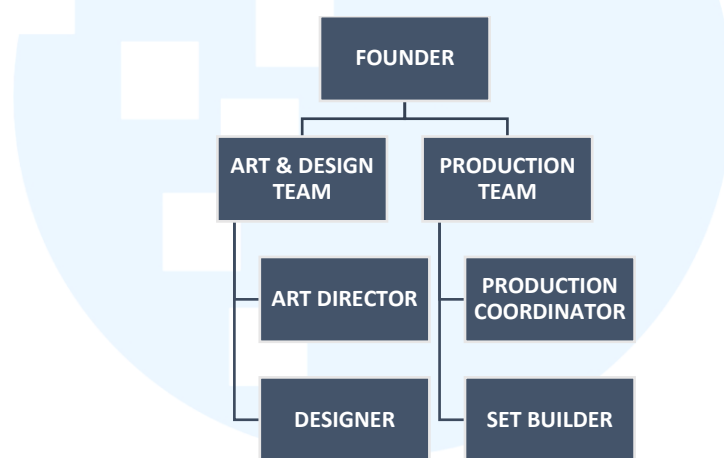 FOUNDER
ART & DESIGN
TEAM
PRODUCTION
TEAM
ART DIRECTOR
PRODUCTION
COORDINATOR
DESIGNER
SET BUILDER